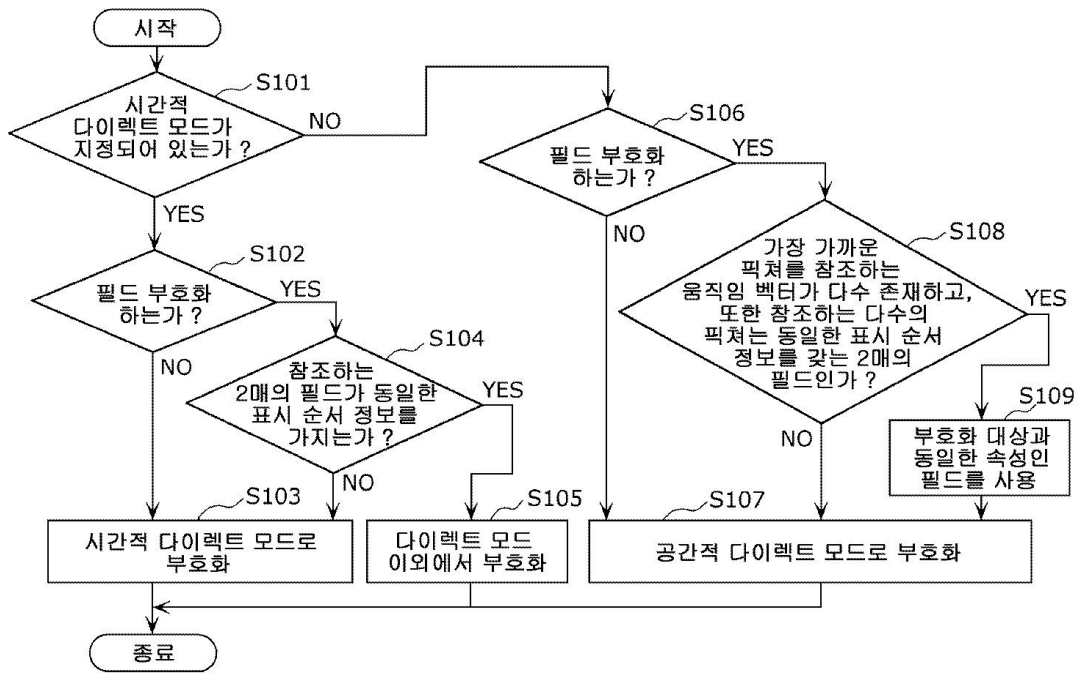 시작
S101
시간적
다이렉트 모드가
지정되어 있는가 ?
NO
YES
S102
필드 부호화
하는가 ?
YES
NO
S104
참조하는
2매의 필드가 동일한
표시 순서 정보를
가지는가 ?
YES
NO
S103
시간적 다이렉트 모드로
부호화
S105
다이렉트 모드
이외에서 부호화
S106
필드 부호화
하는가 ?
YES
NO
S108
가장 가까운
픽쳐를 참조하는
움직임 벡터가 다수 존재하고,
또한 참조하는 다수의
픽쳐는 동일한 표시 순서
정보를 갖는 2매의
필드인가 ?
YES
NO
S109
부호화 대상과
동일한 속성인
필드를 사용
S107
공간적 다이렉트 모드로 부호화
종료